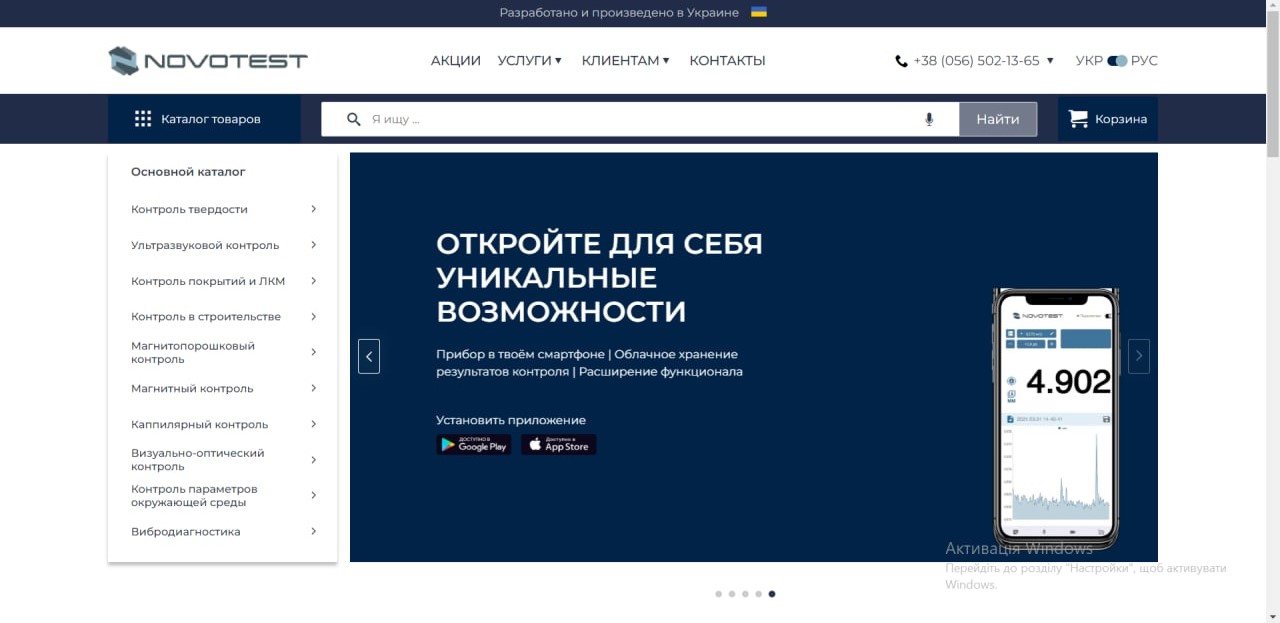 Разработано и произведено в Украине
NOVOTEST
АКЦИИ УСЛУГИ КЛИЕНТАМ КОНТАКТЫ
+38 (056) 502-13-65
УКР РУС
Каталог товаров
Я ищу ...
Найти
Корзина
Основной каталог
Контроль твердости
Ультразвуковой контроль
Контроль покрытий и ЛКМ
Контроль в строительстве
Магнитопорошковый
контроль
Магнитный контроль
Каппилярный контроль
Визуально-оптический
контроль
Контроль параметров
окружающей среды
Вибродиагностика
ОТКРОЙТЕ ДЛЯ СЕБЯ
УНИКАЛЬНЫЕ
ВОЗМОЖНОСТИ
Прибор в твоём смартфоне | Облачное хранение
результатов контроля | Расширение функционала
Установить приложение
ДОСТУПНО В
Google Play
Доступно в
App Store
NOVOTEST
4.902
Активація Windows
Перейдіть до розділу "Настройки", щоб активувати
Windows.